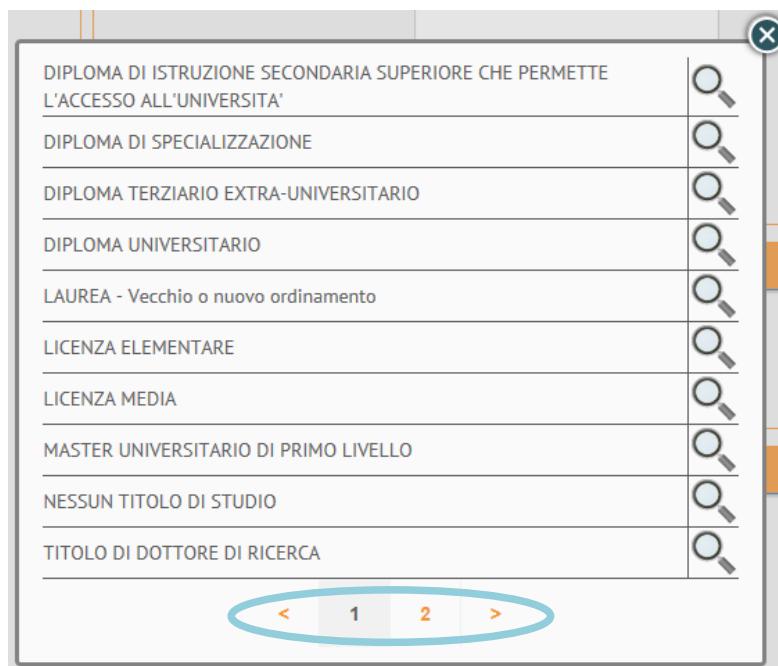 DIPLOMA DI ISTRUZIONE SECONDARIA SUPERIORE CHE PERMETTE
L'ACCESSO ALL'UNIVERSITA'
DIPLOMA DI SPECIALIZZAZIONE
DIPLOMA TERZIARIO EXTRA-UNIVERSITARIO
DIPLOMA UNIVERSITARIO
LAUREA - Vecchio o nuovo ordinamento
LICENZA ELEMENTARE
LICENZA MEDIA
MASTER UNIVERSITARIO DI PRIMO LIVELLO
NESSUN TITOLO DI STUDIO
TITOLO DI DOTTORE DI RICERCA
< 1 2 >